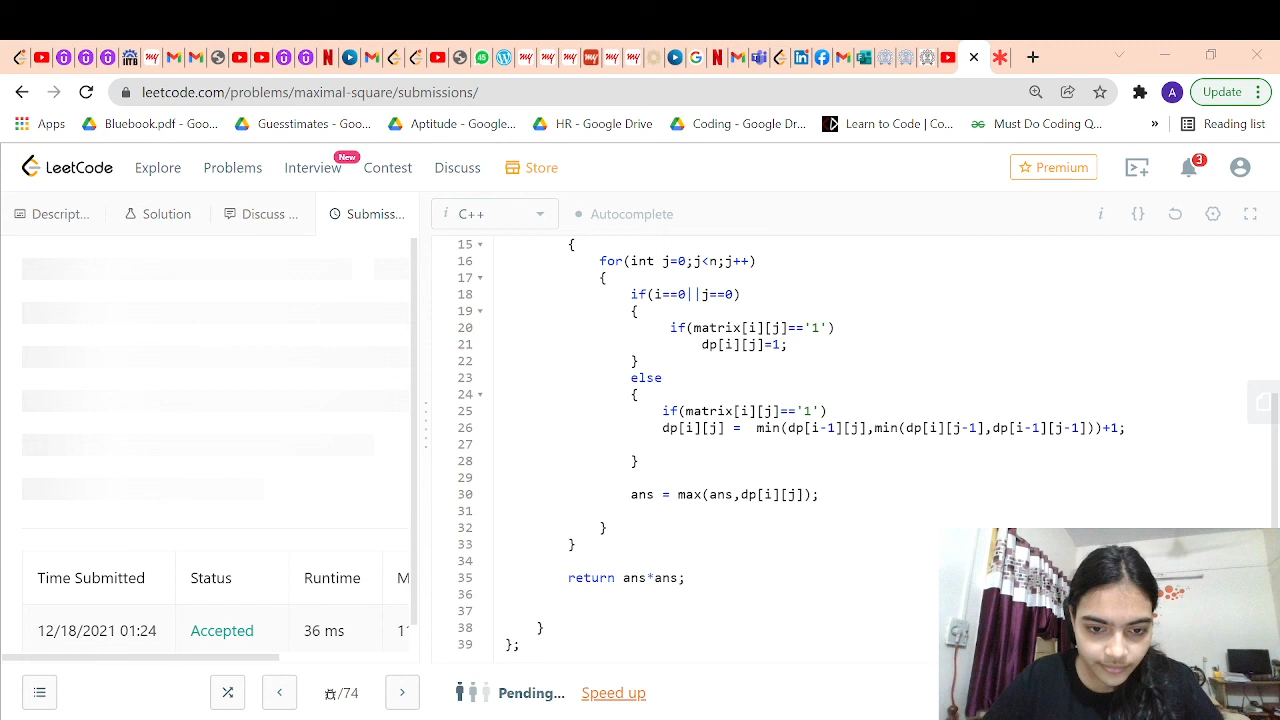 45
Update
leetcode.com/problems/maximal-square/submissions/
Apps
Bluebook.pdf - Go...
Guesstimates - Goo...
Aptitude - Google...
HR - Google Drive
Coding - Google Dr...
Learn to Code | Co...
Must Do Coding Q...
»
Reading list
LeetCode
Explore
Problems
Interview
New
Contest
Discuss
Store
Premium
3
Descript...
Solution
Discuss ...
Submiss...
i C++
Autocomplete
i {}
15 {
16 for(int j=0;j<n;j++)
17 {
18 if(i==0||j==0)
19 {
20 if(matrix[i][j]=='1')
21 dp[i][j]=1;
22 }
23 else
24 {
25 if(matrix[i][j]=='1')
26 dp[i][j] = min(dp[i-1][j],min(dp[i][j-1],dp[i-1][j-1]))+1;
27
28 }
29
30 ans = max(ans,dp[i][j]);
31
32 }
33 }
34
35 return ans*ans;
36
37
38 }
39 };
Time Submitted
Status
Runtime
M
12/18/2021 01:24
Accepted
36 ms
/74
Pending...
Speed up